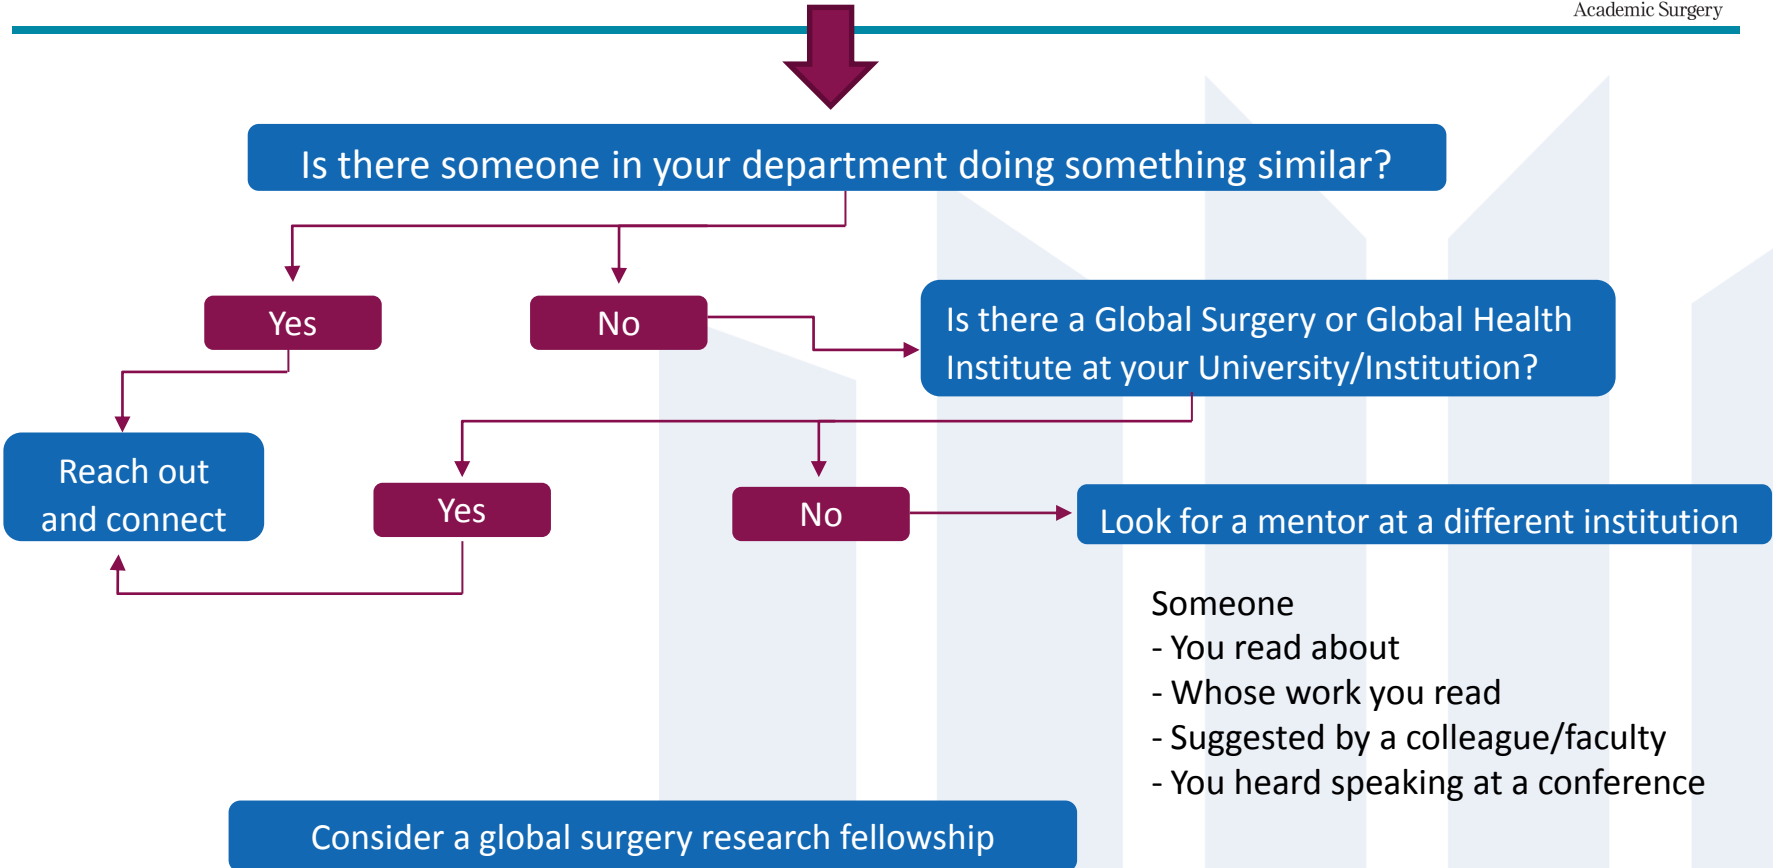 Academic Surgery
Is there someone in your department doing something similar?
Yes
No
Is there a Global Surgery or Global Health
Institute at your University/Institution?
Reach out
and connect
Yes
No
Look for a mentor at a different institution
Someone
- You read about
- Whose work you read
- Suggested by a colleague/faculty
- You heard speaking at a conference
Consider a global surgery research fellowship